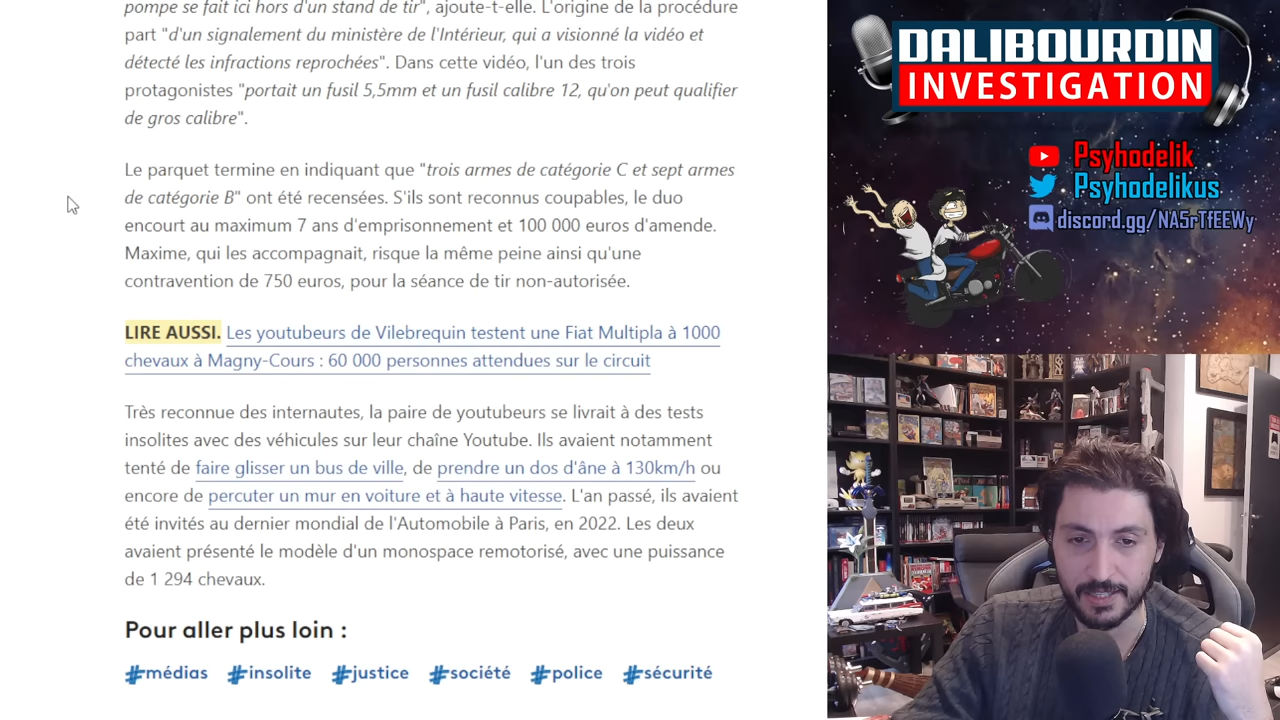 pompe se fait ici hors d'un stand de tir", ajoute-t-elle. L'origine de la procédure
part "d'un signalement du ministère de l'Intérieur, qui a visionné la vidéo et
détecté les infractions reprochées". Dans cette vidéo, l'un des trois
protagonistes "portait un fusil 5,5mm et un fusil calibre 12, qu'on peut qualifier
de gros calibre".
Le parquet termine en indiquant que "trois armes de catégorie C et sept armes
de catégorie B" ont été recensées. S'ils sont reconnus coupables, le duo
encourt au maximum 7 ans d'emprisonnement et 100 000 euros d'amende.
Maxime, qui les accompagnait, risque la même peine ainsi qu'une
contravention de 750 euros, pour la séance de tir non-autorisée.
LIRE AUSSI. Les youtubeurs de Vilebrequin testent une Fiat Multipla à 1000
chevaux à Magny-Cours : 60 000 personnes attendues sur le circuit
Très reconnue des internautes, la paire de youtubeurs se livrait à des tests
insolites avec des véhicules sur leur chaîne Youtube. Ils avaient notamment
tenté de faire glisser un bus de ville, de prendre un dos d'âne à 130km/h ou
encore de percuter un mur en voiture et à haute vitesse. L'an passé, ils avaient
été invités au dernier mondial de l'Automobile à Paris, en 2022. Les deux
avaient présenté le modèle d'un monospace remotorisé, avec une puissance
de 1 294 chevaux.
Pour aller plus loin :
#médias #insolite #justice #société #police #sécurité
DALIBOURDIN
INVESTIGATION
Psyhodelik
Psyhodelikus
discord.gg/NA5rTfEEWy